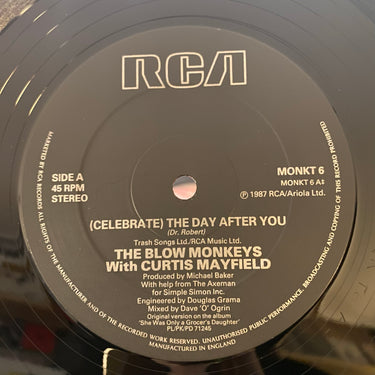 RCA
SIDE A
45 RPM
STEREO
MONKT 6
MONKT 6 A‡
℗ 1987 RCA/Ariola Ltd.
(CELEBRATE) THE DAY AFTER YOU
(Dr. Robert)
Trash Songs Ltd./RCA Music Ltd.
THE BLOW MONKEYS
With CURTIS MAYFIELD
Produced by Michael Baker
With help from The Axeman
for Simple Simon Inc.
Engineered by Douglas Grama
Mixed by Dave 'O' Ogrin
Original version on the album
'She Was Only a Grocer's Daughter'
PL/PK/PD 71245
MARKETED BY RCA RECORDS ALL RIGHTS OF THE MANUFACTURER AND OF THE OWNER OF THE RECORDED WORK RESERVED. UNAUTHORISED PUBLIC PERFORMANCE, BROADCASTING AND COPYING OF THIS RECORD PROHIBITED
MANUFACTURED IN ENGLAND